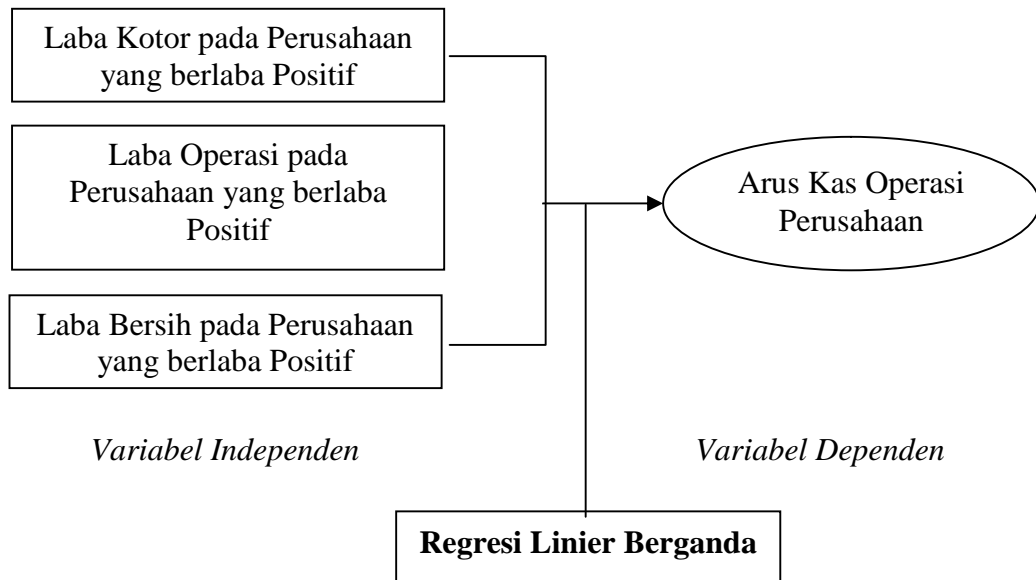 Laba Kotor pada Perusahaan
yang berlaba Positif
Laba Operasi pada
Perusahaan yang berlaba
Positif
Laba Bersih pada Perusahaan
yang berlaba Positif
Arus Kas Operasi
Perusahaan
Variabel Independen
Variabel Dependen
Regresi Linier Berganda